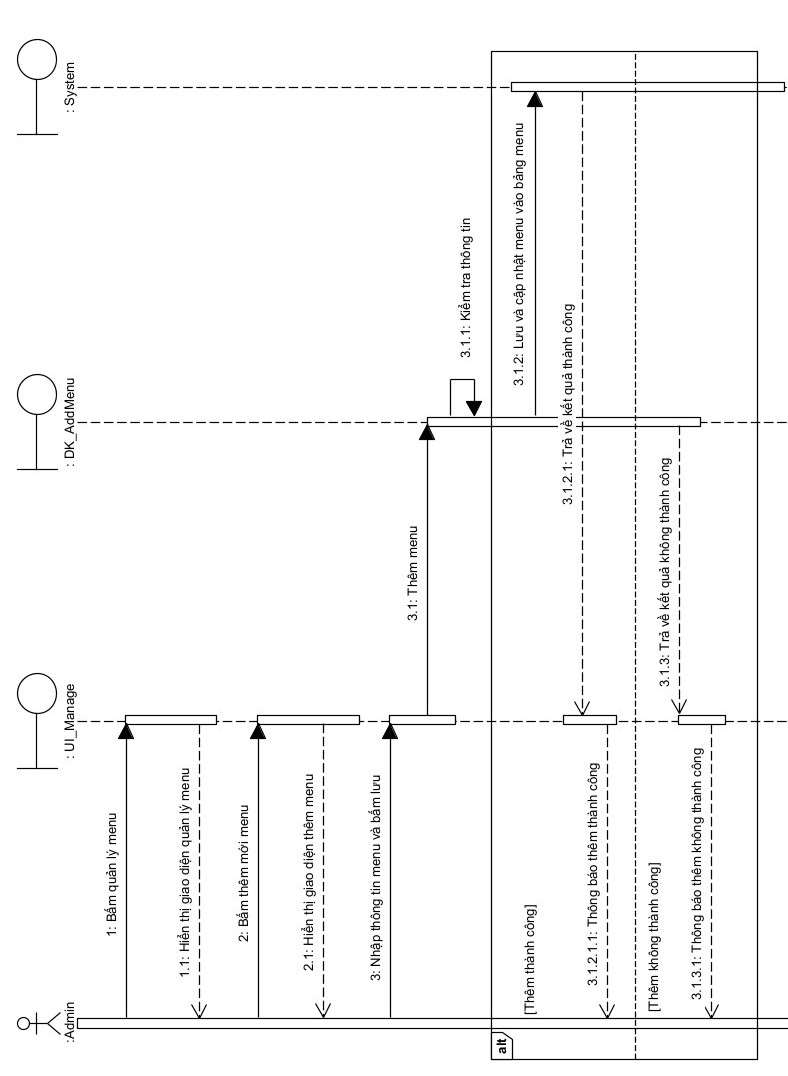 :Admin
: UI_Manage
: DK_AddMenu
: System
1: Bấm quản lý menu
1.1: Hiển thị giao diện quản lý menu
2: Bấm thêm mới menu
2.1: Hiển thị giao diện thêm menu
3: Nhập thông tin menu và bấm lưu
3.1: Thêm menu
3.1.1: Kiểm tra thông tin
alt
[Thêm thành công]
3.1.2: Lưu và cập nhật menu vào bảng menu
3.1.2.1: Trả về kết quả thành công
3.1.2.1.1: Thông báo thêm thành công
[Thêm không thành công]
3.1.3: Trả về kết quả không thành công
3.1.3.1: Thông báo thêm không thành công